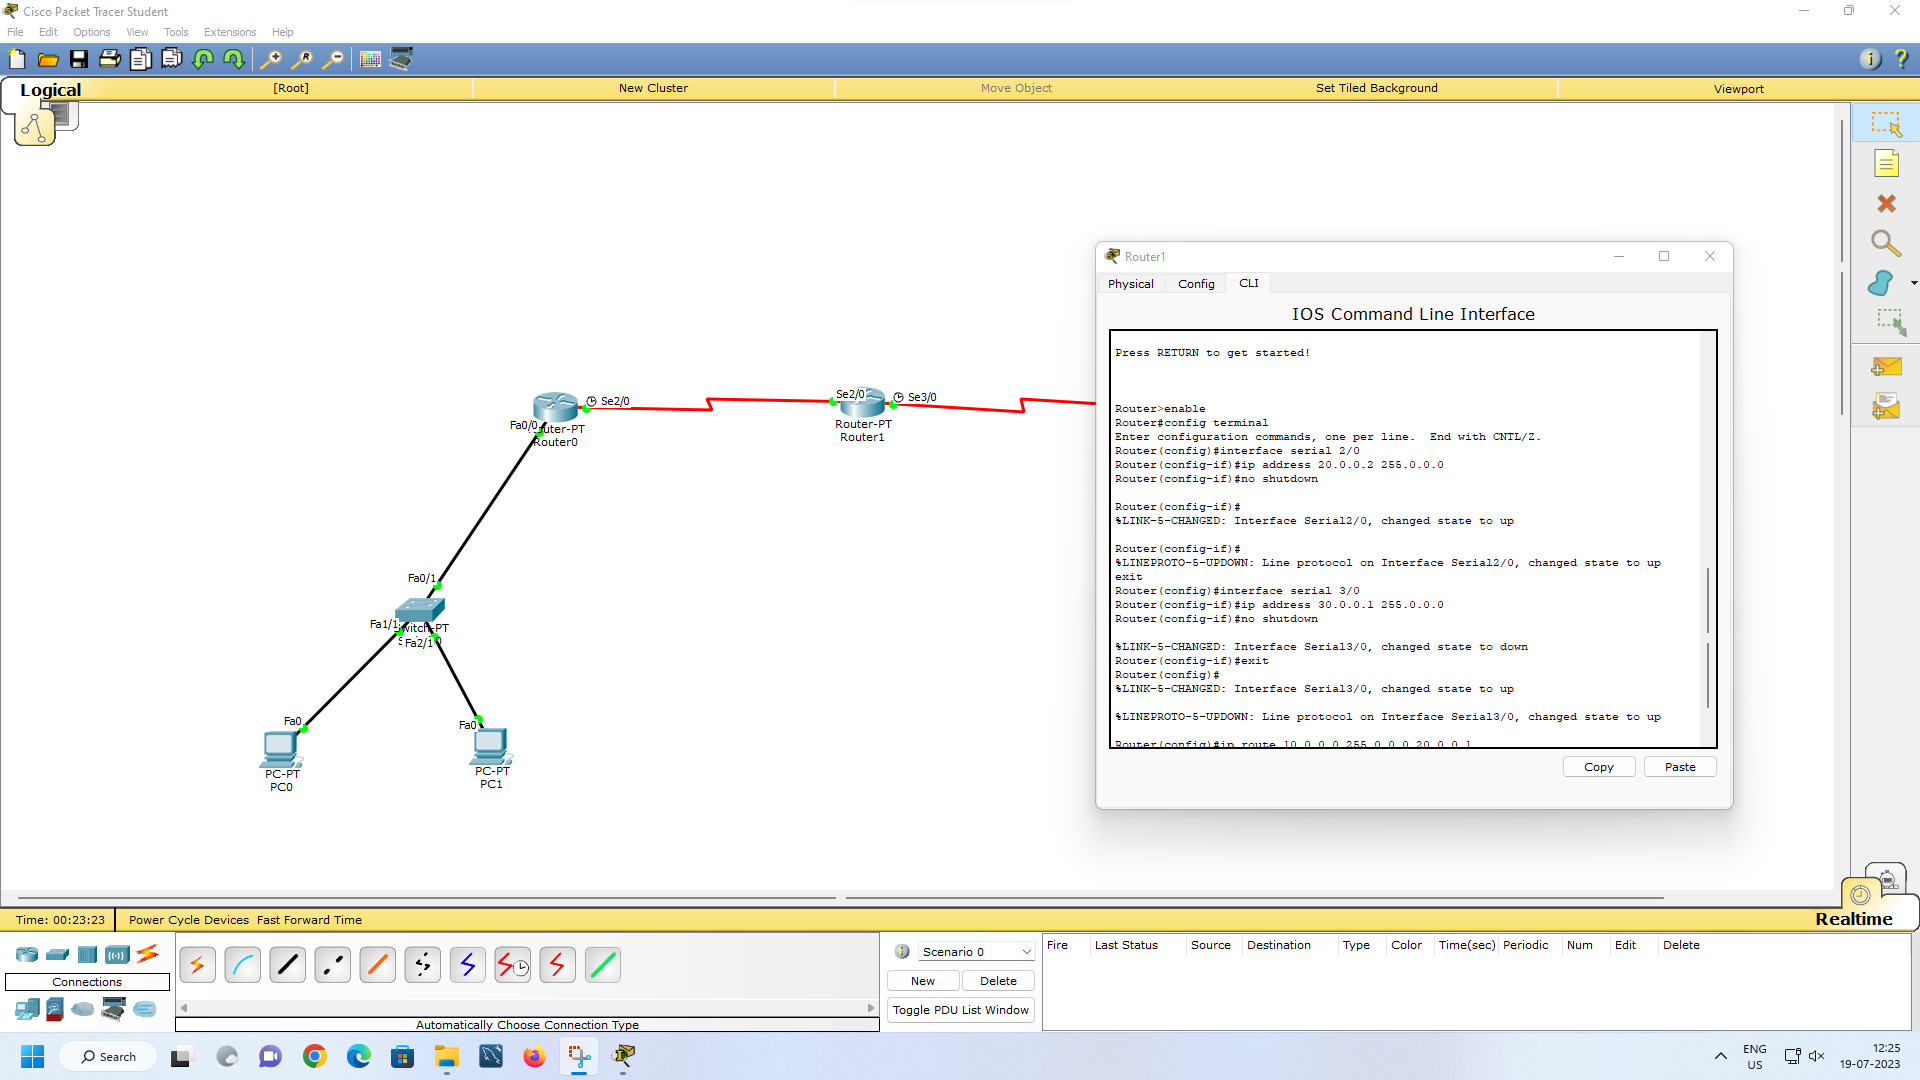 Cisco Packet Tracer Student
File Edit Options View Tools Extensions Help
Logical [Root] New Cluster Move Object Set Tiled Background Viewport
Router1
Physical Config CLI
IOS Command Line Interface
Press RETURN to get started!
Router>enable
Router#config terminal
Enter configuration commands, one per line.  End with CNTL/Z.
Router(config)#interface serial 2/0
Router(config-if)#ip address 20.0.0.2 255.0.0.0
Router(config-if)#no shutdown
Router(config-if)#
%LINK-5-CHANGED: Interface Serial2/0, changed state to up
Router(config-if)#
%LINEPROTO-5-UPDOWN: Line protocol on Interface Serial2/0, changed state to up
exit
Router(config)#interface serial 3/0
Router(config-if)#ip address 30.0.0.1 255.0.0.0
Router(config-if)#no shutdown
%LINK-5-CHANGED: Interface Serial3/0, changed state to down
Router(config-if)#exit
Router(config)#
%LINK-5-CHANGED: Interface Serial3/0, changed state to up
%LINEPROTO-5-UPDOWN: Line protocol on Interface Serial3/0, changed state to up
Router(config)#ip route 10.0.0.0 255.0.0.0 20.0.0.1
Copy Paste
Se2/0
Fa0/0
Router0
Se2/0
Se3/0
Router-PT
Router1
Fa0/1
Fa1/1
Fa2/1
Fa0
PC-PT
PC0
Fa0
PC-PT
PC1
Time: 00:23:23 Power Cycle Devices Fast Forward Time
Realtime
Connections
Automatically Choose Connection Type
Scenario 0
New Delete
Toggle PDU List Window
Fire Last Status Source Destination Type Color Time(sec) Periodic Num Edit Delete
Search
ENG
US
12:25
19-07-2023